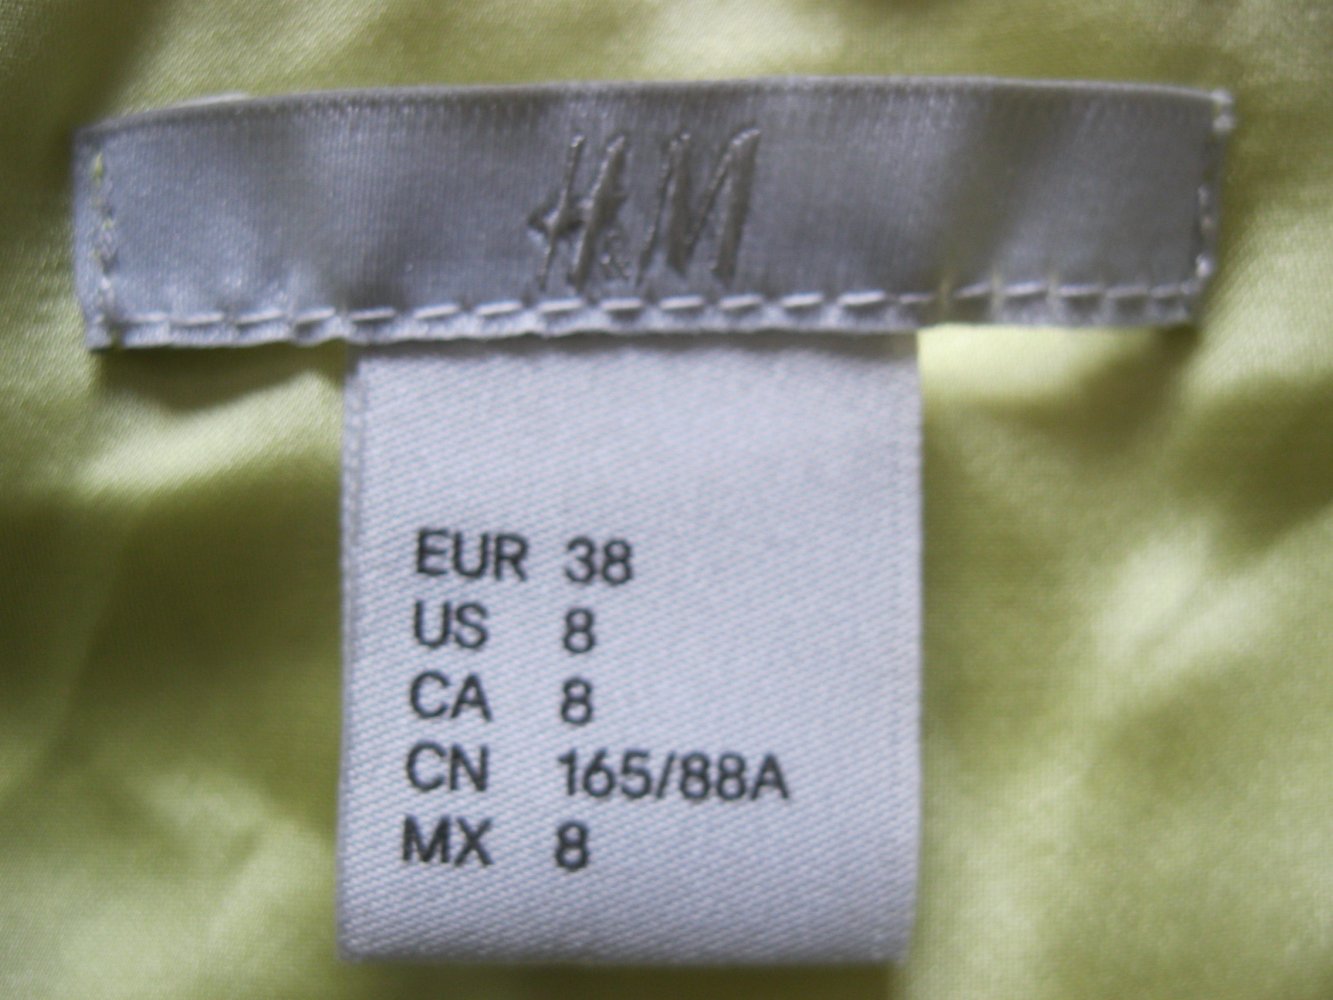 H&M
EUR 38
US 8
CA 8
CN 165/88A
MX 8